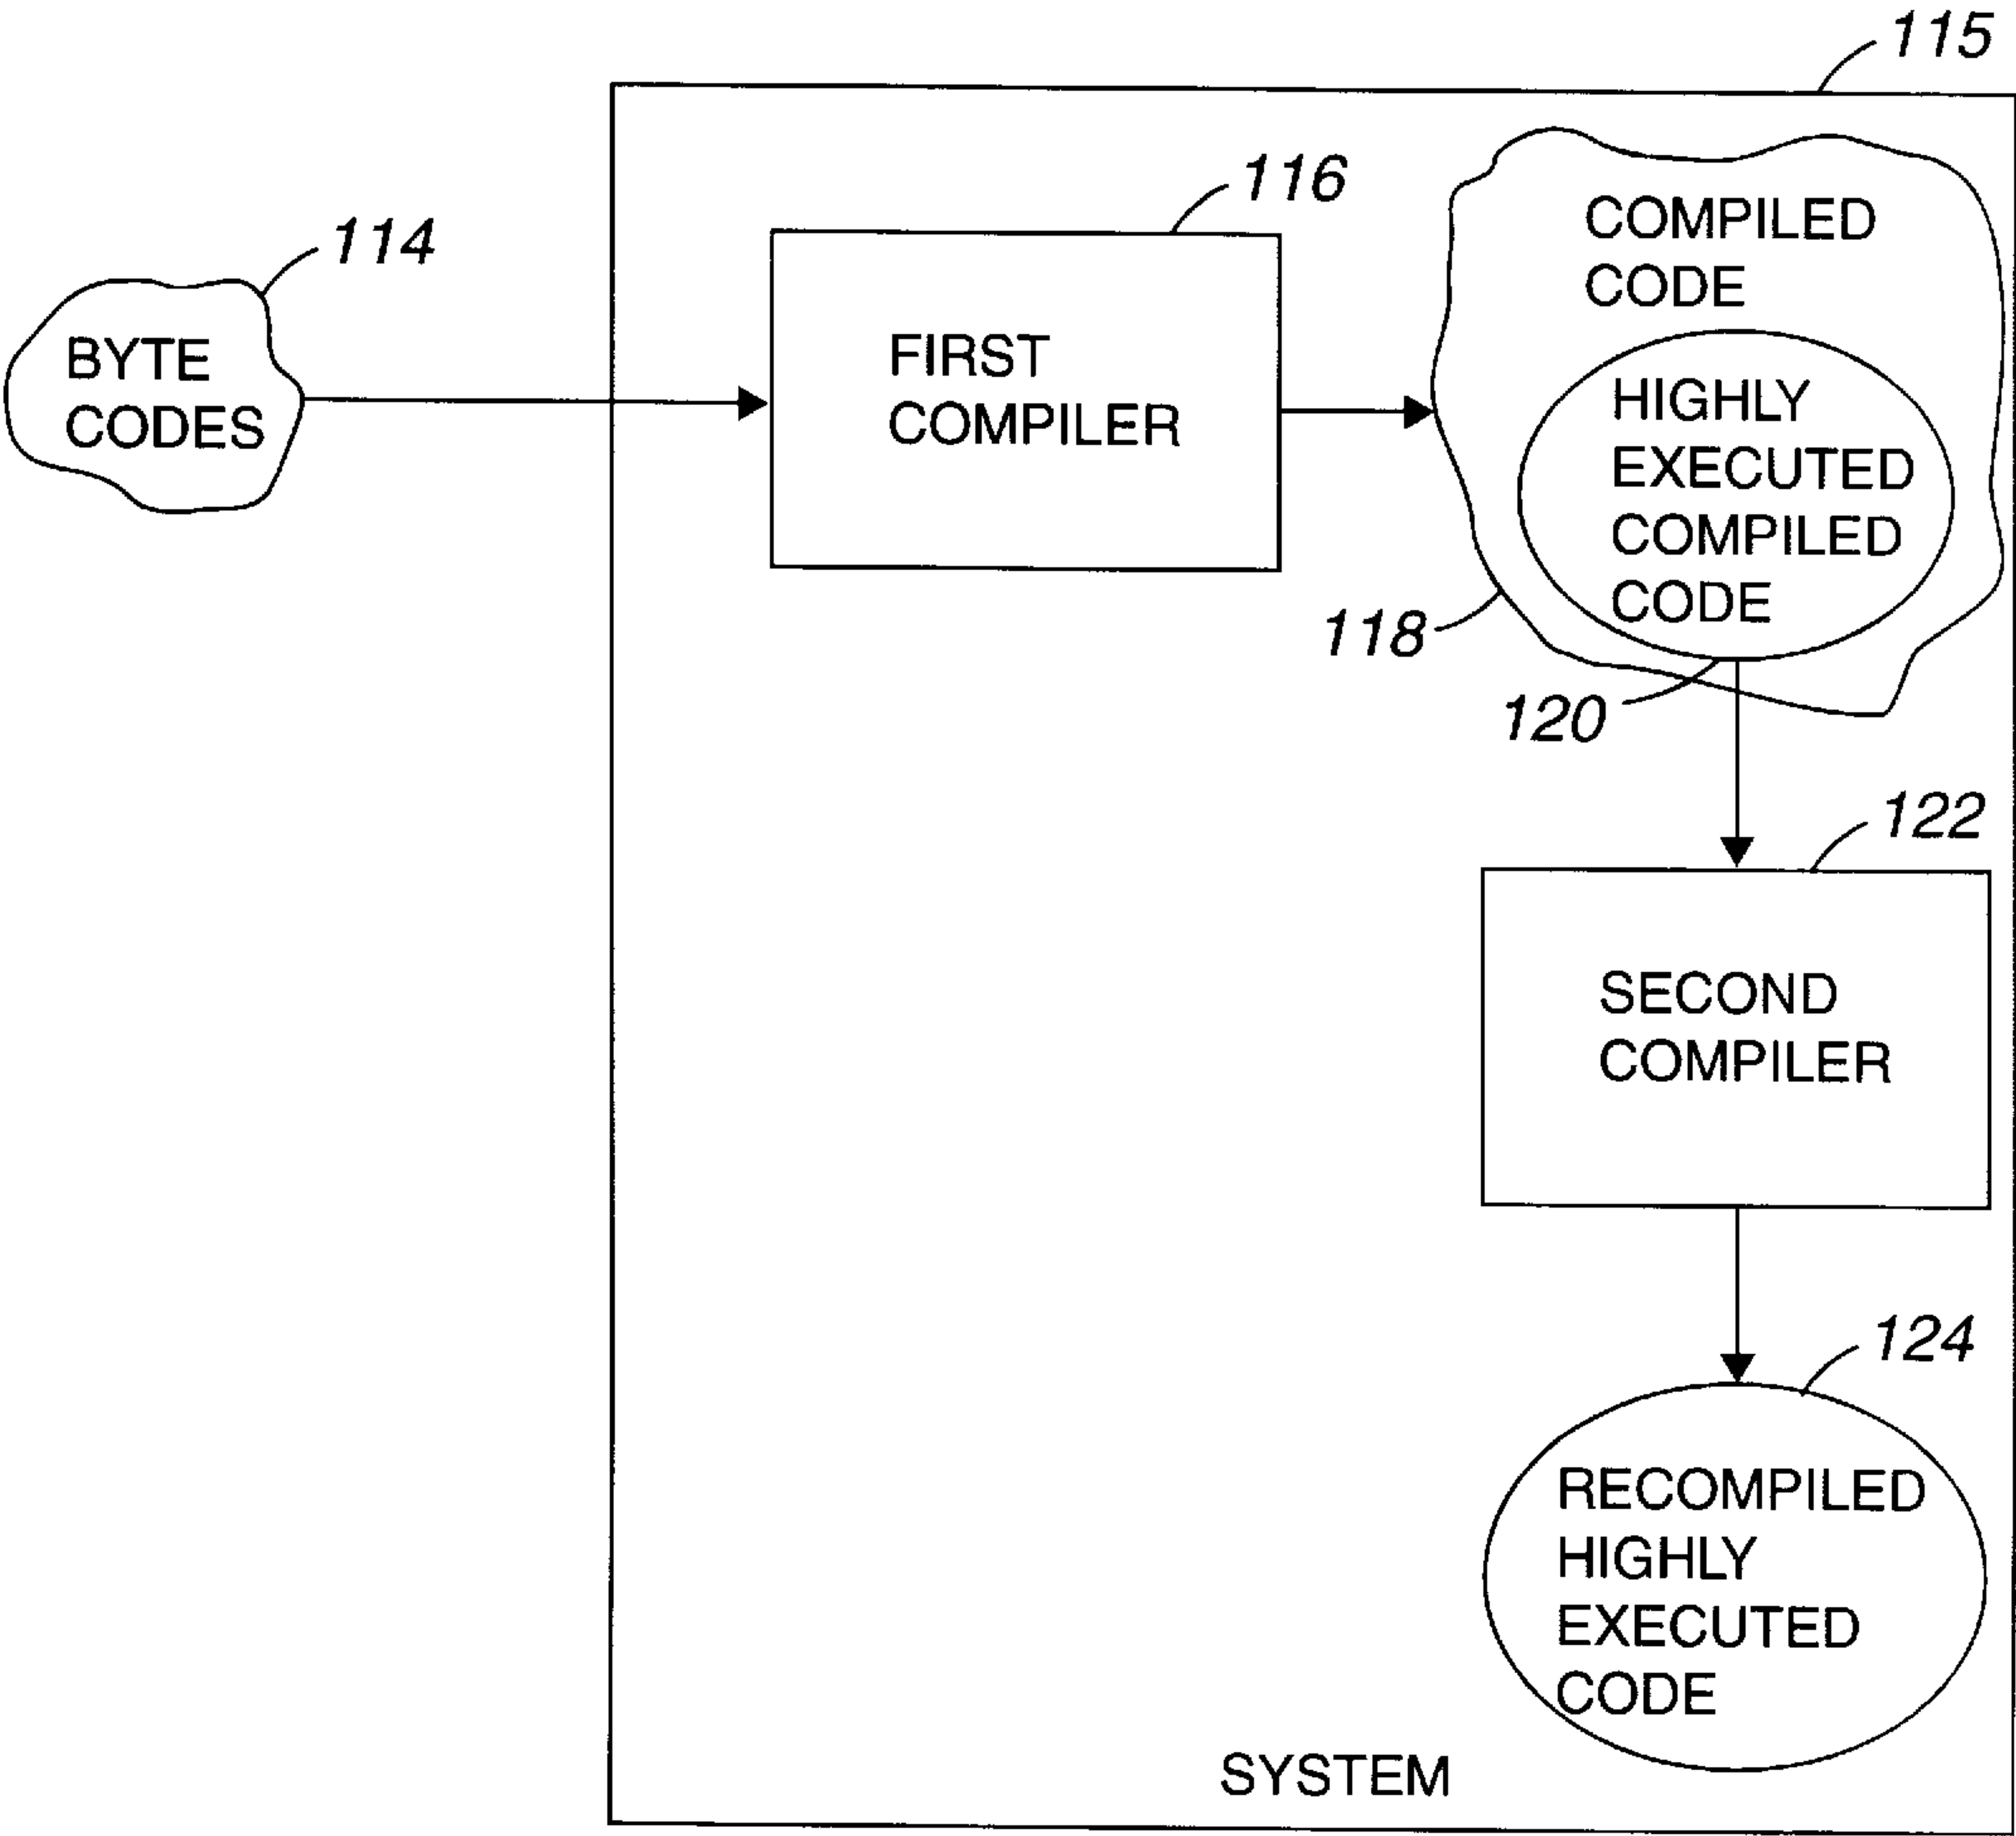 115
116
114
COMPILED
CODE
BYTE
CODES
FIRST
COMPILER
HIGHLY
EXECUTED
COMPILED
CODE
118
120
122
SECOND
COMPILER
124
RECOMPILED
HIGHLY
EXECUTED
CODE
SYSTEM